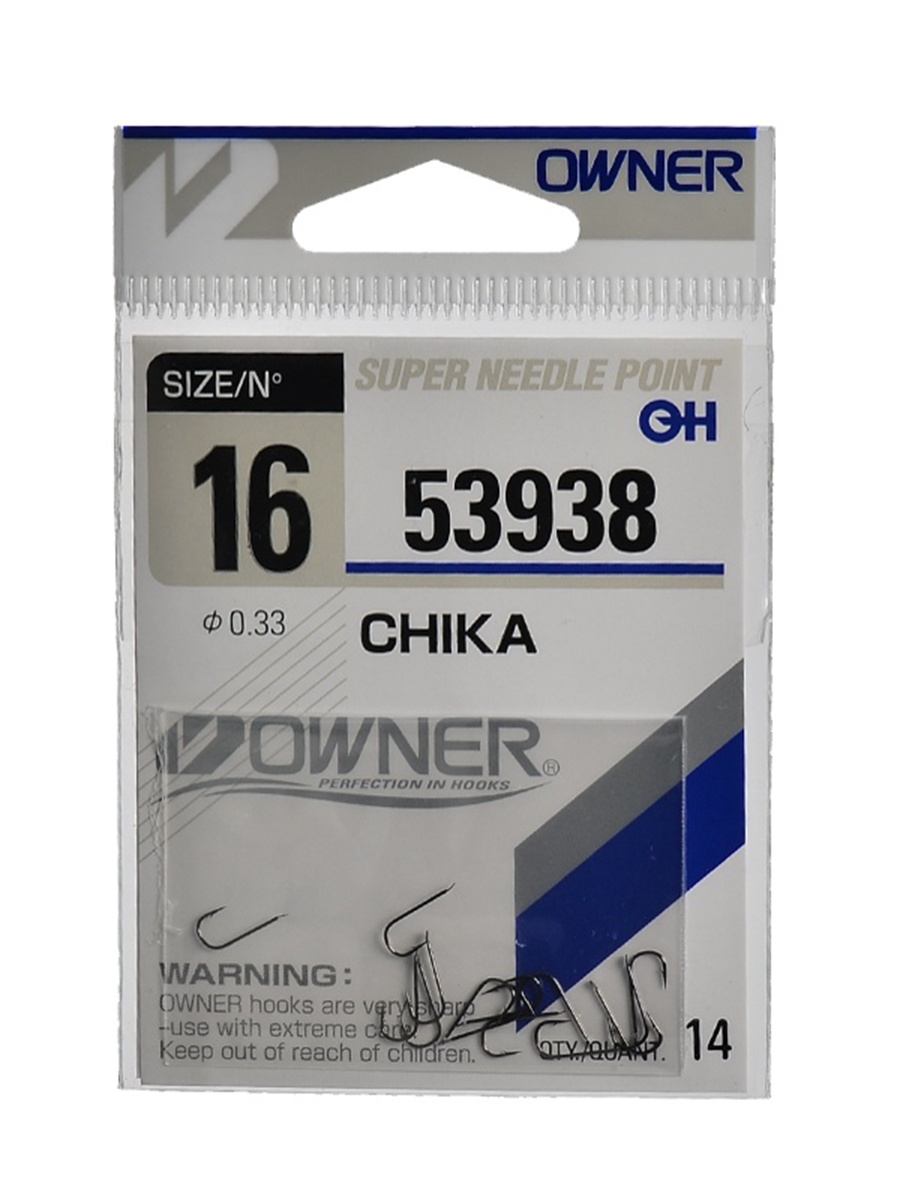 OWNER
SIZE/Nº
SUPER NEEDLE POINT
OH
16
53938
φ 0.33
CHIKA
OWNER®
PERFECTION IN HOOKS
WARNING:
OWNER hooks are very sharp
-use with extreme care.
Keep out of reach of children.
QTY./QUANT. 14